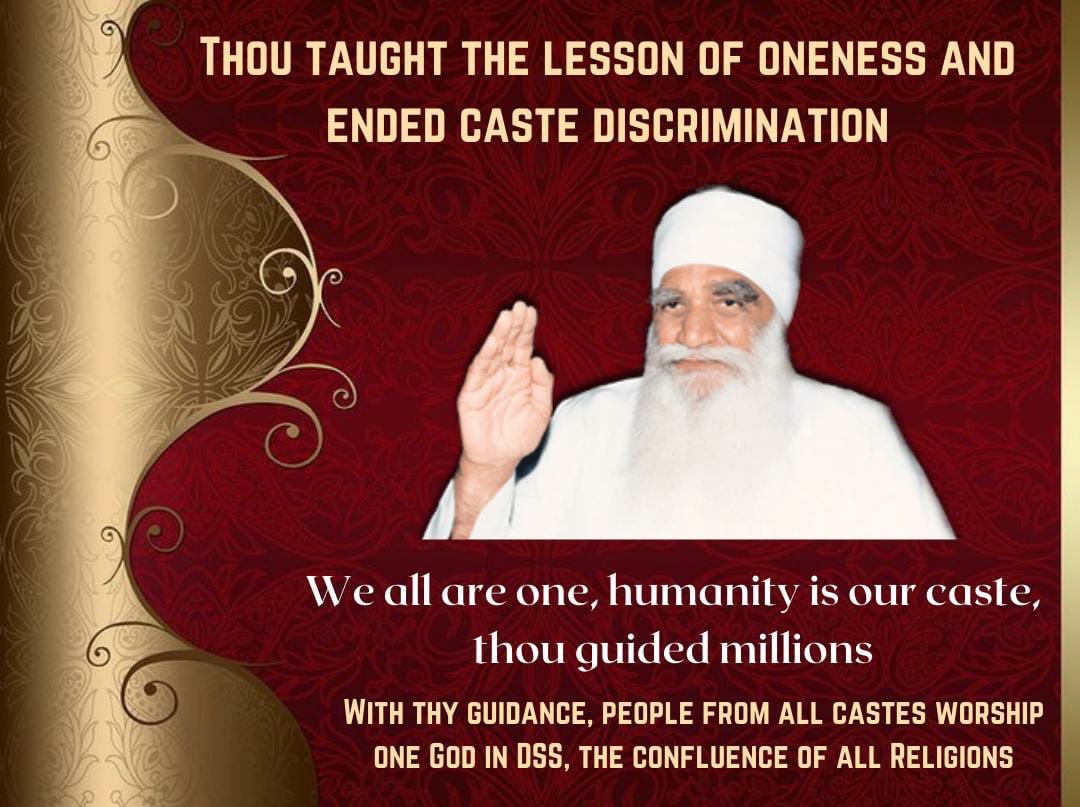 Thou taught the lesson of oneness and
ended caste discrimination
We all are one, humanity is our caste,
thou guided millions
With thy guidance, people from all castes worship
one God in DSS, the confluence of all Religions